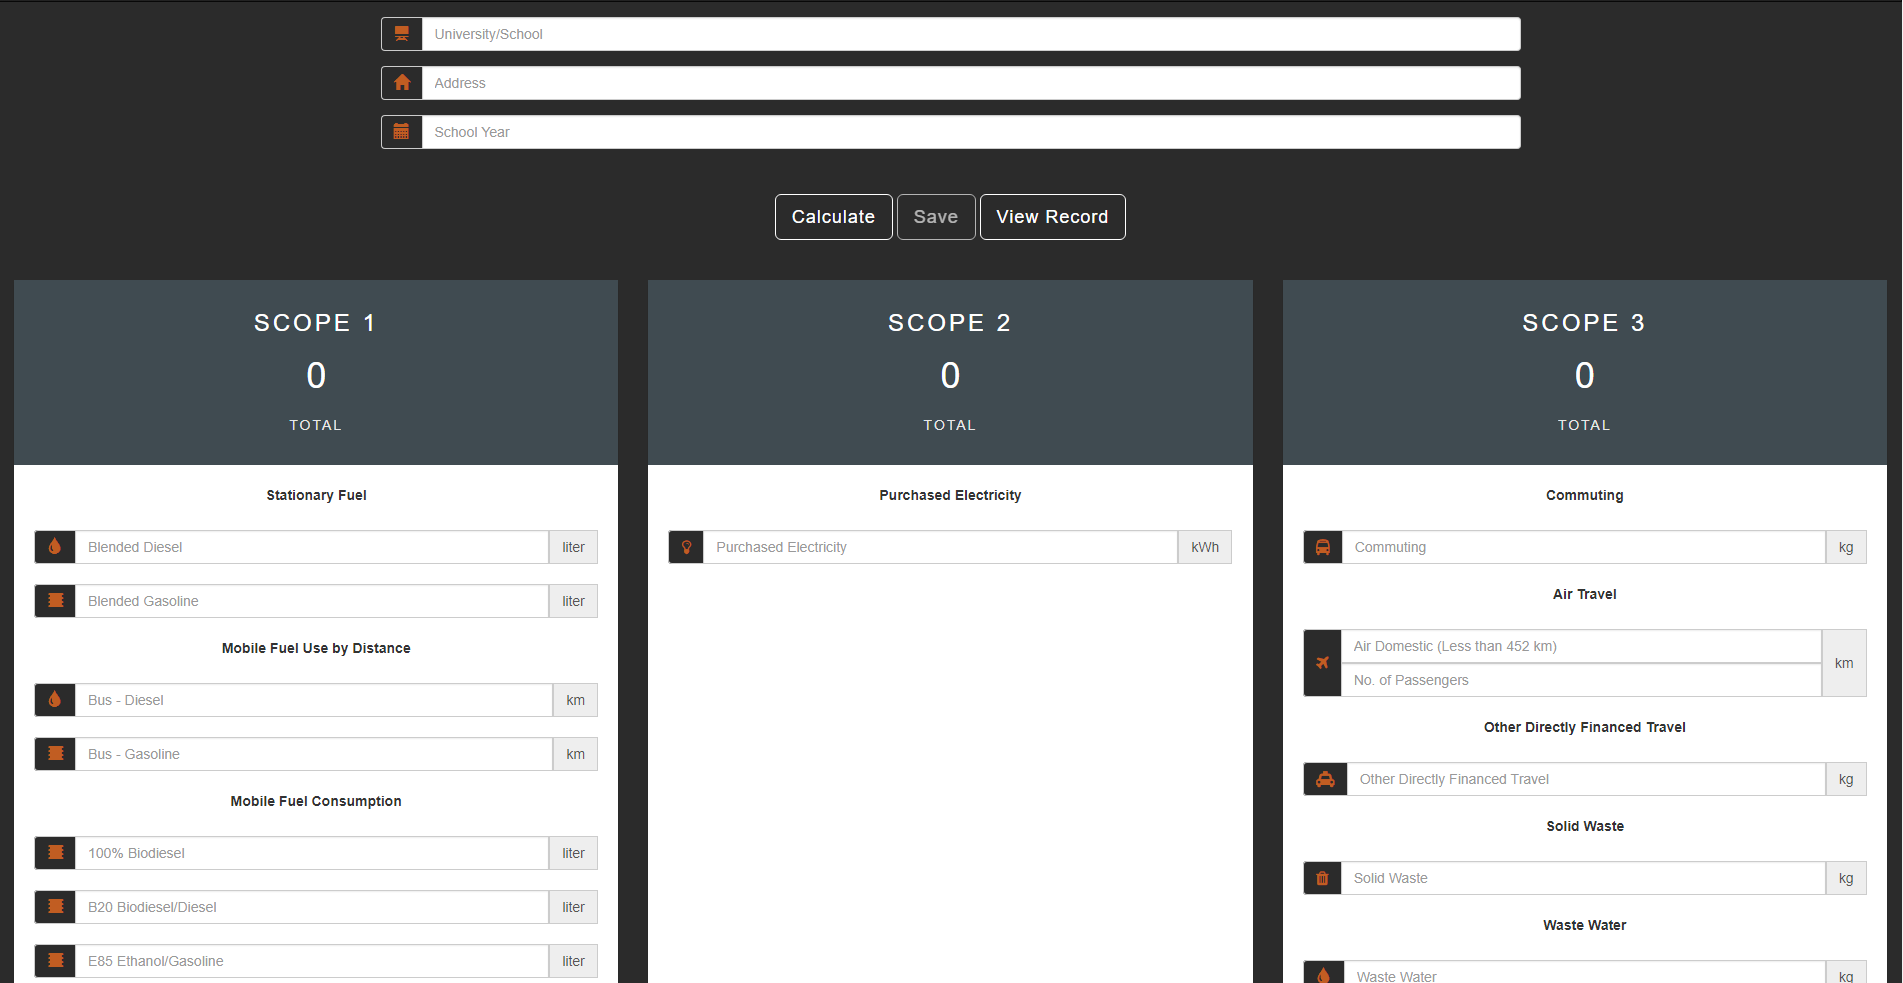 University/School
Address
School Year
Calculate
Save
View Record
SCOPE 1
0
TOTAL
Stationary Fuel
Blended Diesel
liter
Blended Gasoline
liter
Mobile Fuel Use by Distance
Bus - Diesel
km
Bus - Gasoline
km
Mobile Fuel Consumption
100% Biodiesel
liter
B20 Biodiesel/Diesel
liter
E85 Ethanol/Gasoline
liter
SCOPE 2
0
TOTAL
Purchased Electricity
Purchased Electricity
kWh
SCOPE 3
0
TOTAL
Commuting
Commuting
kg
Air Travel
Air Domestic (Less than 452 km)
No. of Passengers
km
Other Directly Financed Travel
Other Directly Financed Travel
kg
Solid Waste
Solid Waste
kg
Waste Water
Waste Water
kg